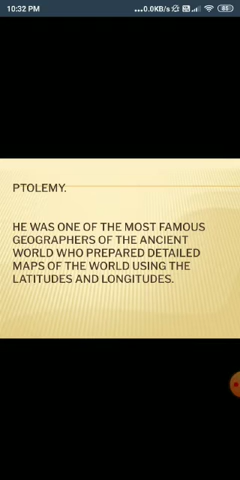 10:32 PM
...0.0KB/s
85
PTOLEMY.
HE WAS ONE OF THE MOST FAMOUS
GEOGRAPHERS OF THE ANCIENT
WORLD WHO PREPARED DETAILED
MAPS OF THE WORLD USING THE
LATITUDES AND LONGITUDES.